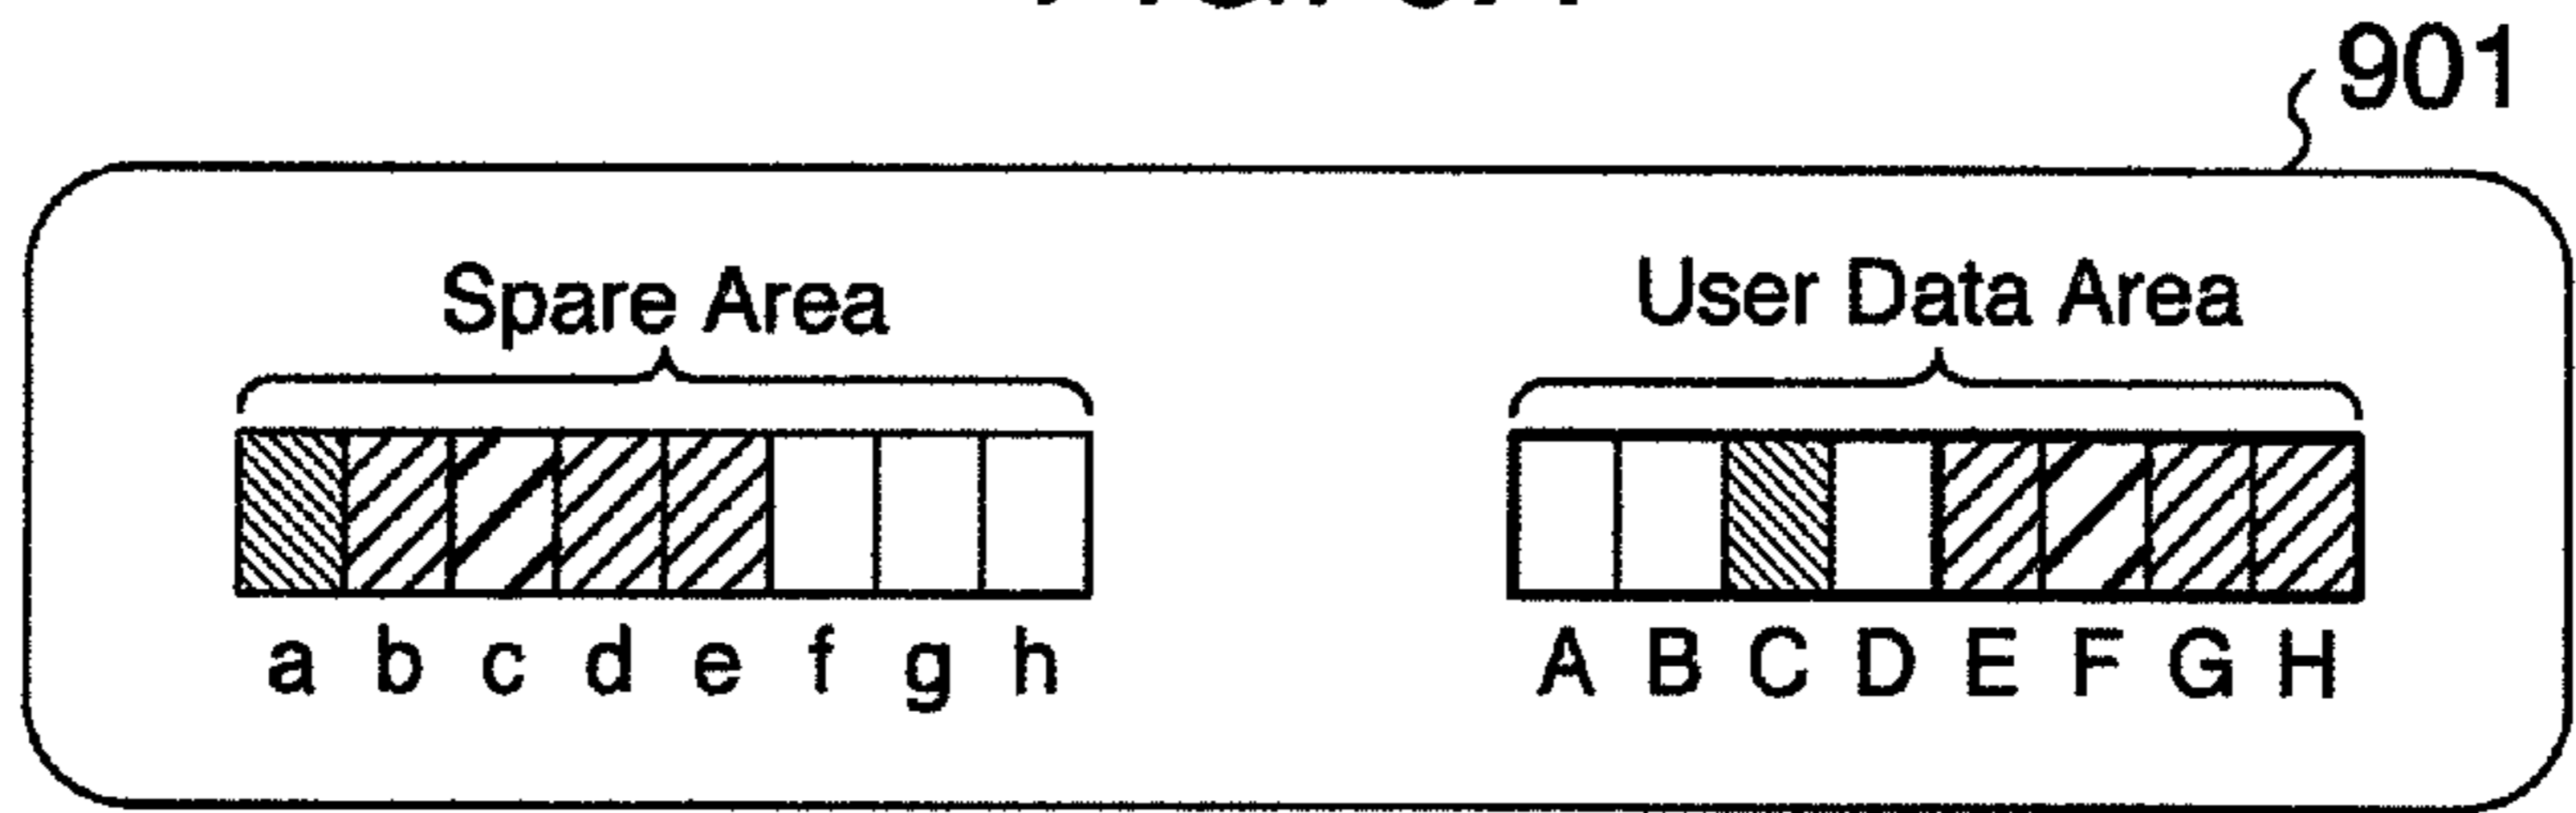 901
Spare Area
User Data Area
a b c d e f g h
A B C D E F G H